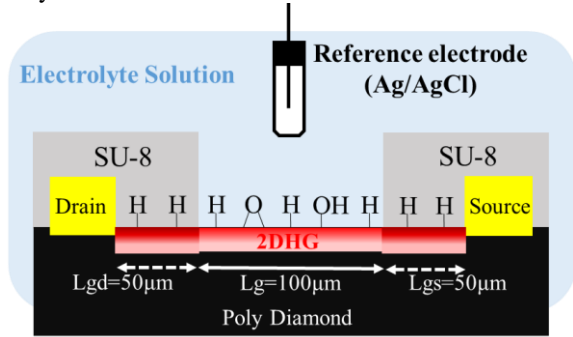 Reference electrode
(Ag/AgCl)
Electrolyte Solution
SU-8
SU-8
Drain H H H O H OH H H H Source
2DHG
Lgd=50μm Lg=100μm Lgs=50μm
Poly Diamond